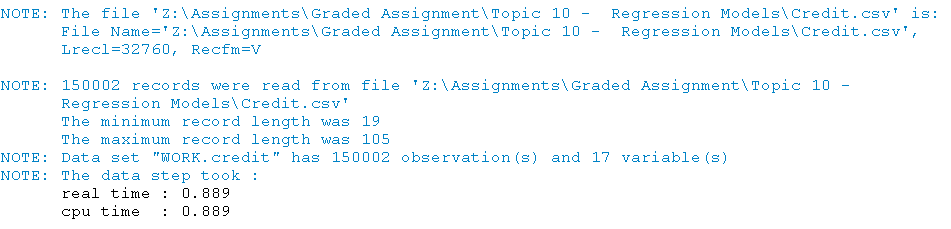 NOTE: The file 'Z:\Assignments\Graded Assignment\Topic 10 -  Regression Models\Credit.csv' is:
File Name='Z:\Assignments\Graded Assignment\Topic 10 -  Regression Models\Credit.csv',
Lrecl=32760, Recfm=V
NOTE: 150002 records were read from file 'Z:\Assignments\Graded Assignment\Topic 10 -
Regression Models\Credit.csv'
The minimum record length was 19
The maximum record length was 105
NOTE: Data set "WORK.credit" has 150002 observation(s) and 17 variable(s)
NOTE: The data step took :
real time : 0.889
cpu time  : 0.889